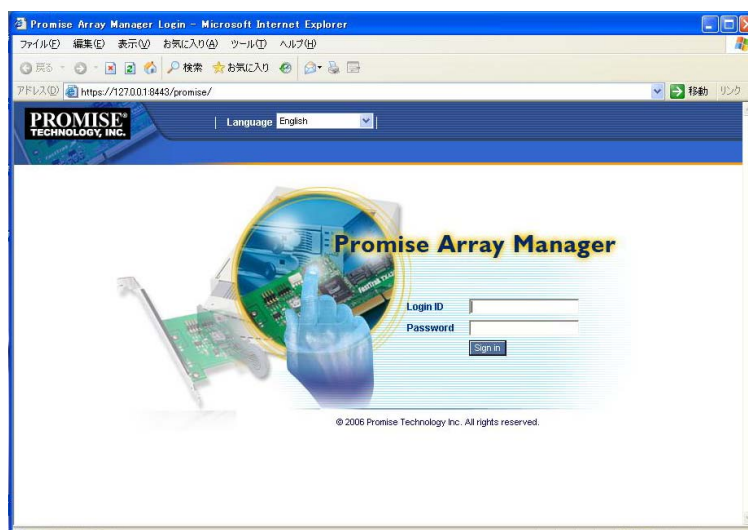 Promise Array Manager Login - Microsoft Internet Explorer
ファイル(F) 編集(E) 表示(V) お気に入り(A) ツール(T) ヘルプ(H)
戻る 検索 お気に入り
アドレス(D) https://127.0.0.1:8443/promise/ 移動 リンク
PROMISE®
TECHNOLOGY, INC.
| Language English |
Promise Array Manager
Login ID
Password
Sign in
© 2006 Promise Technology Inc. All rights reserved.